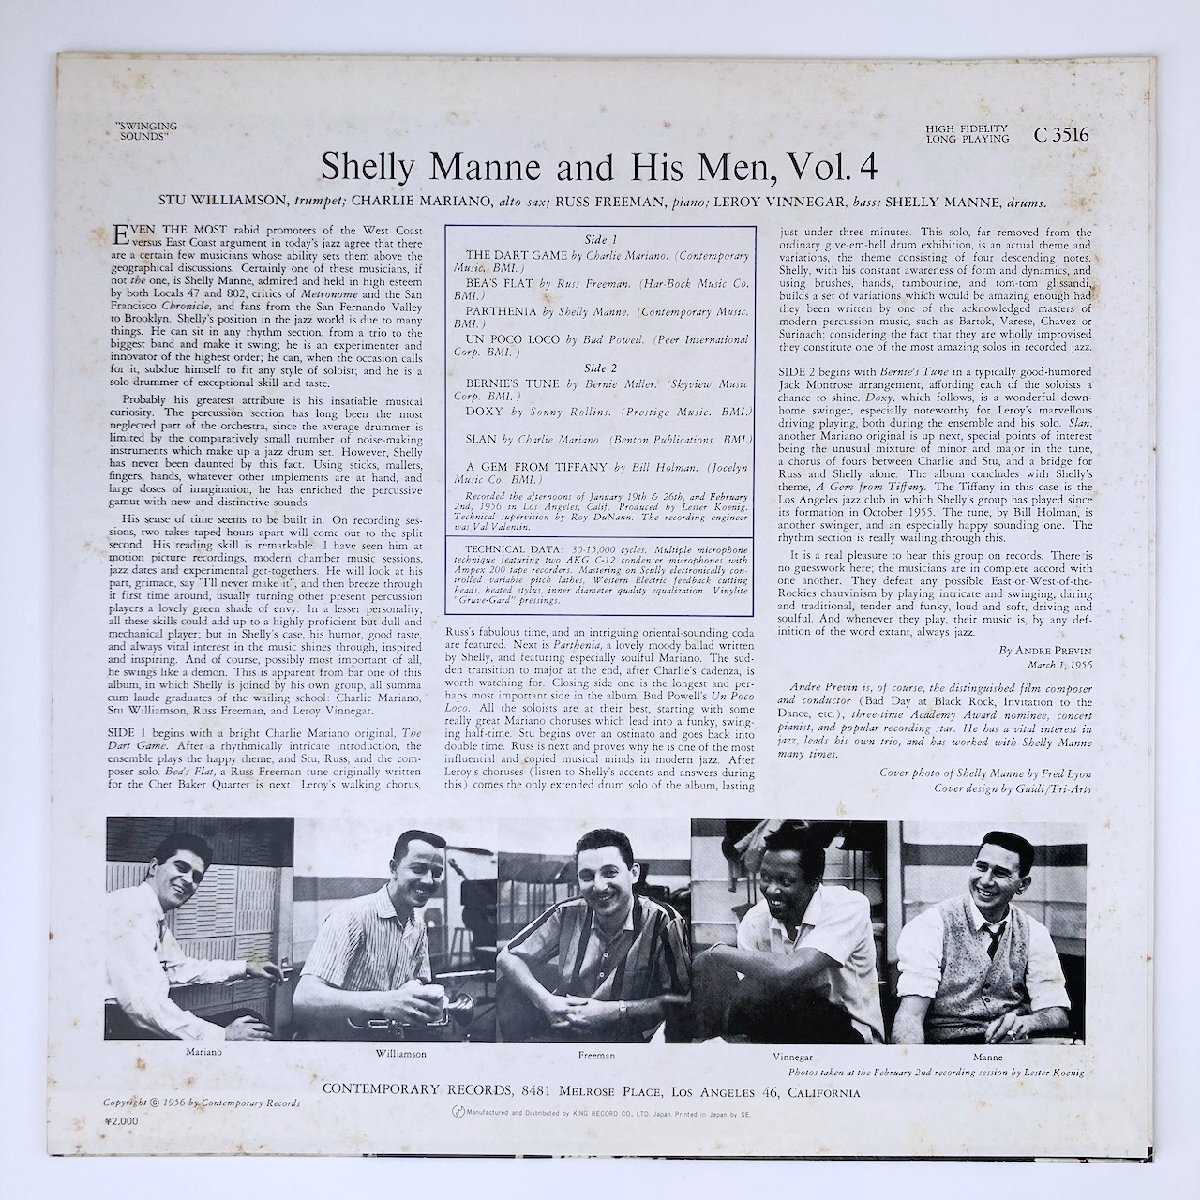 "SWINGING
SOUNDS"
HIGH FIDELITY
LONG PLAYING
C 3516
Shelly Manne and His Men, Vol. 4
STU WILLIAMSON, trumpet; CHARLIE MARIANO, alto sax; RUSS FREEMAN, piano; LEROY VINNEGAR, bass; SHELLY MANNE, drums.
EVEN THE MOST rabid promoters of the West Coast
versus East Coast argument in today's jazz agree that there
are a certain few musicians whose ability sets them above the
geographical discussions. Certainly one of these musicians, if
not the one, is Shelly Manne, admired and held in high esteem
by both Locals 47 and 802, critics of Metronome and the San
Francisco Chronicle, and fans from the San Fernando Valley
to Brooklyn. Shelly's position in the jazz world is due to many
things. He can sit in any rhythm section, from a trio to the
biggest band and make it swing; he is an experimenter and
innovator of the highest order; he can, when the occasion calls
for it, subdue himself to fit any style of soloist; and he is a
solo drummer of exceptional skill and taste.
Probably his greatest attribute is his insatiable musical
curiosity. The percussion section has long been the most
neglected part of the orchestra, since the average drummer is
limited by the comparatively small number of noise-making
instruments which make up a jazz drum set. However, Shelly
has never been daunted by this fact. Using sticks, mallets,
fingers, hands, whatever other implements are at hand, and
large doses of imagination, he has enriched the percussive
gamut with new and distinctive sounds.
His sense of time seems to be built in. On recording ses-
sions, two takes taped hours apart will come out to the split
second. His reading skill is remarkable. I have seen him at
motion picture recordings, modern chamber music sessions,
jazz dates and experimental get-togethers. He will look at his
part, grimace, say "I'll never make it", and then breeze through
it first time around, usually turning other present percussion
players a lovely green shade of envy. In a lesser personality,
all these skills could add up to a highly proficient but dull and
mechanical player; but in Shelly's case, his humor, good taste,
and always vital interest in the music shines through, inspired
and inspiring. And of course, possibly most important of all,
he swings like a demon. This is apparent from bar one of this
album, in which Shelly is joined by his own group, all summa
cum laude graduates of the wailing school: Charlie Mariano,
Stu Williamson, Russ Freeman, and Leroy Vinnegar.
SIDE 1 begins with a bright Charlie Mariano original, The
Dart Game. After a rhythmically intricate introduction, the
ensemble plays the happy theme, and Stu, Russ, and the com-
poser solo. Bea's Flat, a Russ Freeman tune originally written
for the Chet Baker Quartet is next. Leroy's walking chorus,
Side 1
THE DART GAME by Charlie Mariano. (Contemporary
Music. BMI.)
BEA'S FLAT by Russ Freeman. (Har-Bock Music Co.
BMI.)
PARTHENIA by Shelly Manne. (Contemporary Music.
BMI.)
UN POCO LOCO by Bud Powell. (Peer International
Corp. BMI.)
Side 2
BERNIE'S TUNE by Bernie Miller. (Skyview Music
Corp. BMI.)
DOXY by Sonny Rollins. (Prestige Music. BMI.)
SLAN by Charlie Mariano. (Benton Publications. BMI.)
A GEM FROM TIFFANY by Bill Holman. (Jocelyn
Music Co. BMI.)
Recorded the afternoons of January 19th & 26th, and February
2nd, 1956 in Los Angeles, Calif. Produced by Lester Koenig.
Technical supervision by Roy DuNann. The recording engineer
was Val Valentin.
TECHNICAL DATA: 30-15,000 cycles. Multiple microphone
technique featuring two AKG C-12 condenser microphones with
Ampex 200 tape recorders. Mastering on Scully electronically con-
trolled variable pitch lathes, Western Electric feedback cutting
heads, heated stylus, inner diameter quality equalization. Vinylite
"Gruve-Gard" pressings.
Russ's fabulous time, and an intriguing oriental-sounding coda
are featured. Next is Parthenia, a lovely moody ballad written
by Shelly, and featuring especially soulful Mariano. The sud-
den transition to major at the end, after Charlie's cadenza, is
worth watching for. Closing side one is the longest and per-
haps most important side in the album, Bud Powell's Un Poco
Loco. All the soloists are at their best, starting with some
really great Mariano choruses which lead into a funky, swing-
ing half-time. Stu begins over an ostinato and goes back into
double time. Russ is next and proves why he is one of the most
influential and copied musical minds in modern jazz. After
Leroy's choruses (listen to Shelly's accents and answers during
this) comes the only extended drum solo of the album, lasting
just under three minutes. This solo, far removed from the
ordinary give-em-hell drum exhibition, is an actual theme and
variations, the theme consisting of four descending notes.
Shelly, with his constant awareness of form and dynamics, and
using brushes, hands, tambourine, and tom-tom glissandi,
builds a set of variations which would be amazing enough had
they been written by one of the acknowledged masters of
modern percussion music, such as Bartok, Varese, Chavez or
Surinach; considering the fact that they are wholly improvised
they constitute one of the most amazing solos in recorded jazz.
SIDE 2 begins with Bernie's Tune in a typically good-humored
Jack Montrose arrangement, affording each of the soloists a
chance to shine. Doxy, which follows, is a wonderful down-
home swinger, especially noteworthy for Leroy's marvellous
driving playing, both during the ensemble and his solo. Slan,
another Mariano original is up next, special points of interest
being the unusual mixture of minor and major in the tune,
a chorus of fours between Charlie and Stu, and a bridge for
Russ and Shelly alone. The album concludes with Shelly's
theme, A Gem from Tiffany. The Tiffany in this case is the
Los Angeles jazz club in which Shelly's group has played since
its formation in October 1955. The tune, by Bill Holman, is
another swinger, and an especially happy sounding one. The
rhythm section is really wailing through this.
It is a real pleasure to hear this group on records. There is
no guesswork here; the musicians are in complete accord with
one another. They defeat any possible East-or-West-of-the-
Rockies chauvinism by playing intricate and swinging, daring
and traditional, tender and funky, loud and soft, driving and
soulful. And whenever they play, their music is, by any def-
inition of the word extant, always jazz.
By ANDRE PREVIN
March 1, 1955
Andre Previn is, of course, the distinguished film composer
and conductor (Bad Day at Black Rock, Invitation to the
Dance, etc.), three-time Academy Award nominee, concert
pianist, and popular recording star. He has a vital interest in
jazz, leads his own trio, and has worked with Shelly Manne
many times.
Cover photo of Shelly Manne by Fred Lyon
Cover design by Guidi/Tri-Arts
Mariano
Williamson
Freeman
Vinnegar
Manne
Photos taken at the February 2nd recording session by Lester Koenig
CONTEMPORARY RECORDS, 8481 MELROSE PLACE, LOS ANGELES 46, CALIFORNIA
Copyright © 1956 by Contemporary Records
Manufactured and Distributed by KING RECORD CO., LTD. Japan. Printed in Japan by SE.
¥2,000